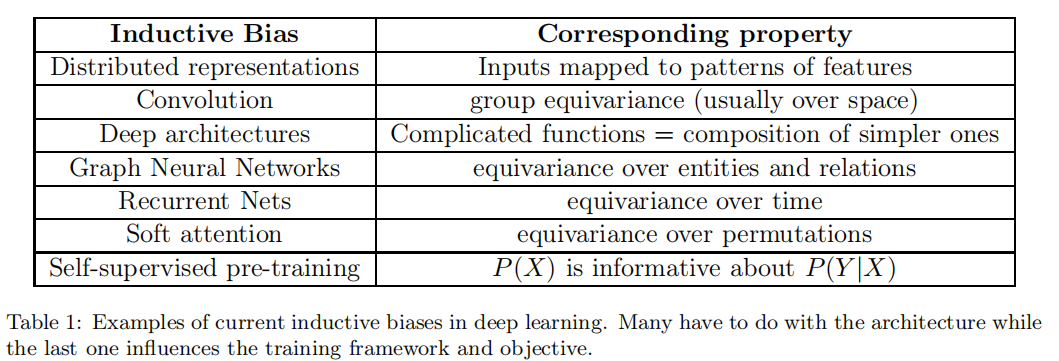 Inductive Bias Corresponding property
Distributed representations Inputs mapped to patterns of features
Convolution group equivariance (usually over space)
Deep architectures Complicated functions = composition of simpler ones
Graph Neural Networks equivariance over entities and relations
Recurrent Nets equivariance over time
Soft attention equivariance over permutations
Self-supervised pre-training P(X) is informative about P(Y|X)
Table 1: Examples of current inductive biases in deep learning. Many have to do with the architecture while
the last one influences the training framework and objective.